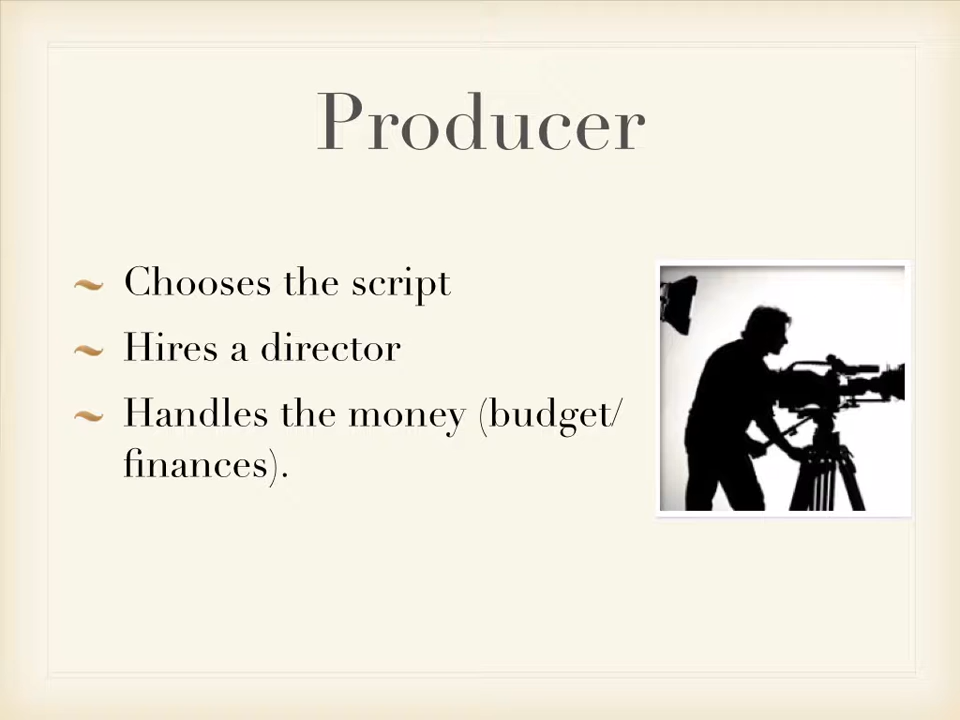 Producer
Chooses the script
Hires a director
Handles the money (budget/
finances).